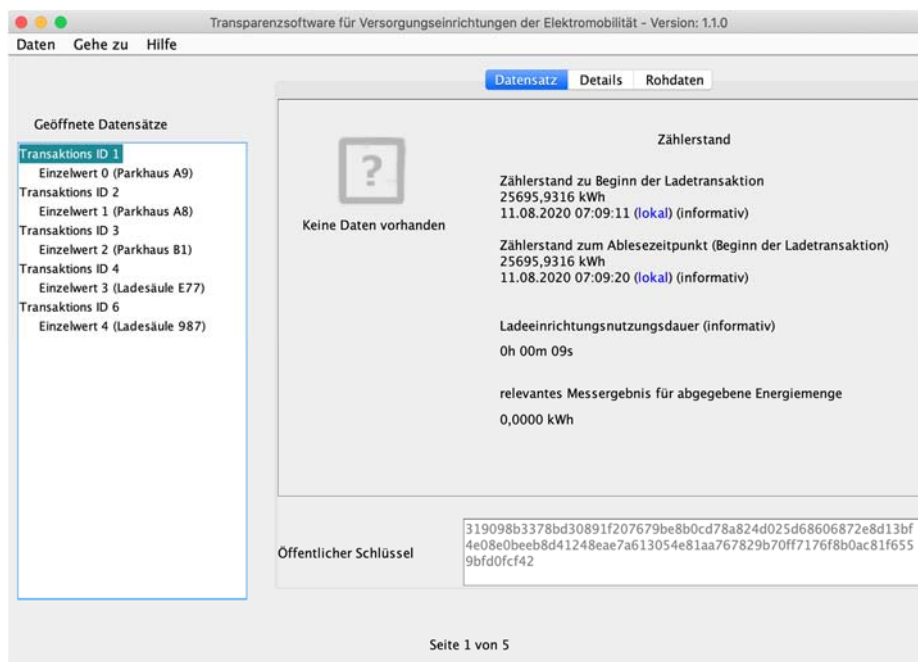 Transparenzsoftware für Versorgungseinrichtungen der Elektromobilität - Version: 1.1.0
Daten Gehe zu Hilfe
Datensatz Details Rohdaten
Geöffnete Datensätze
Transaktions ID 1
Einzelwert 0 (Parkhaus A9)
Transaktions ID 2
Einzelwert 1 (Parkhaus A8)
Transaktions ID 3
Einzelwert 2 (Parkhaus B1)
Transaktions ID 4
Einzelwert 3 (Ladesäule E77)
Transaktions ID 6
Einzelwert 4 (Ladesäule 987)
?
Keine Daten vorhanden
Zählerstand
Zählerstand zu Beginn der Ladetransaktion
25695,9316 kWh
11.08.2020 07:09:11 (lokal) (informativ)
Zählerstand zum Ablesezeitpunkt (Beginn der Ladetransaktion)
25695,9316 kWh
11.08.2020 07:09:20 (lokal) (informativ)
Ladeeinrichtungsnutzungsdauer (informativ)
0h 00m 09s
relevantes Messergebnis für abgegebene Energiemenge
0,0000 kWh
Öffentlicher Schlüssel
319098b3378bd30891f207679be8b0cd78a824d025d68606872e8d13bf
4e08e0beeb8d41248eae7a613054e81aa767829b70ff7176f8b0ac81f655
9bfd0fcf42
Seite 1 von 5